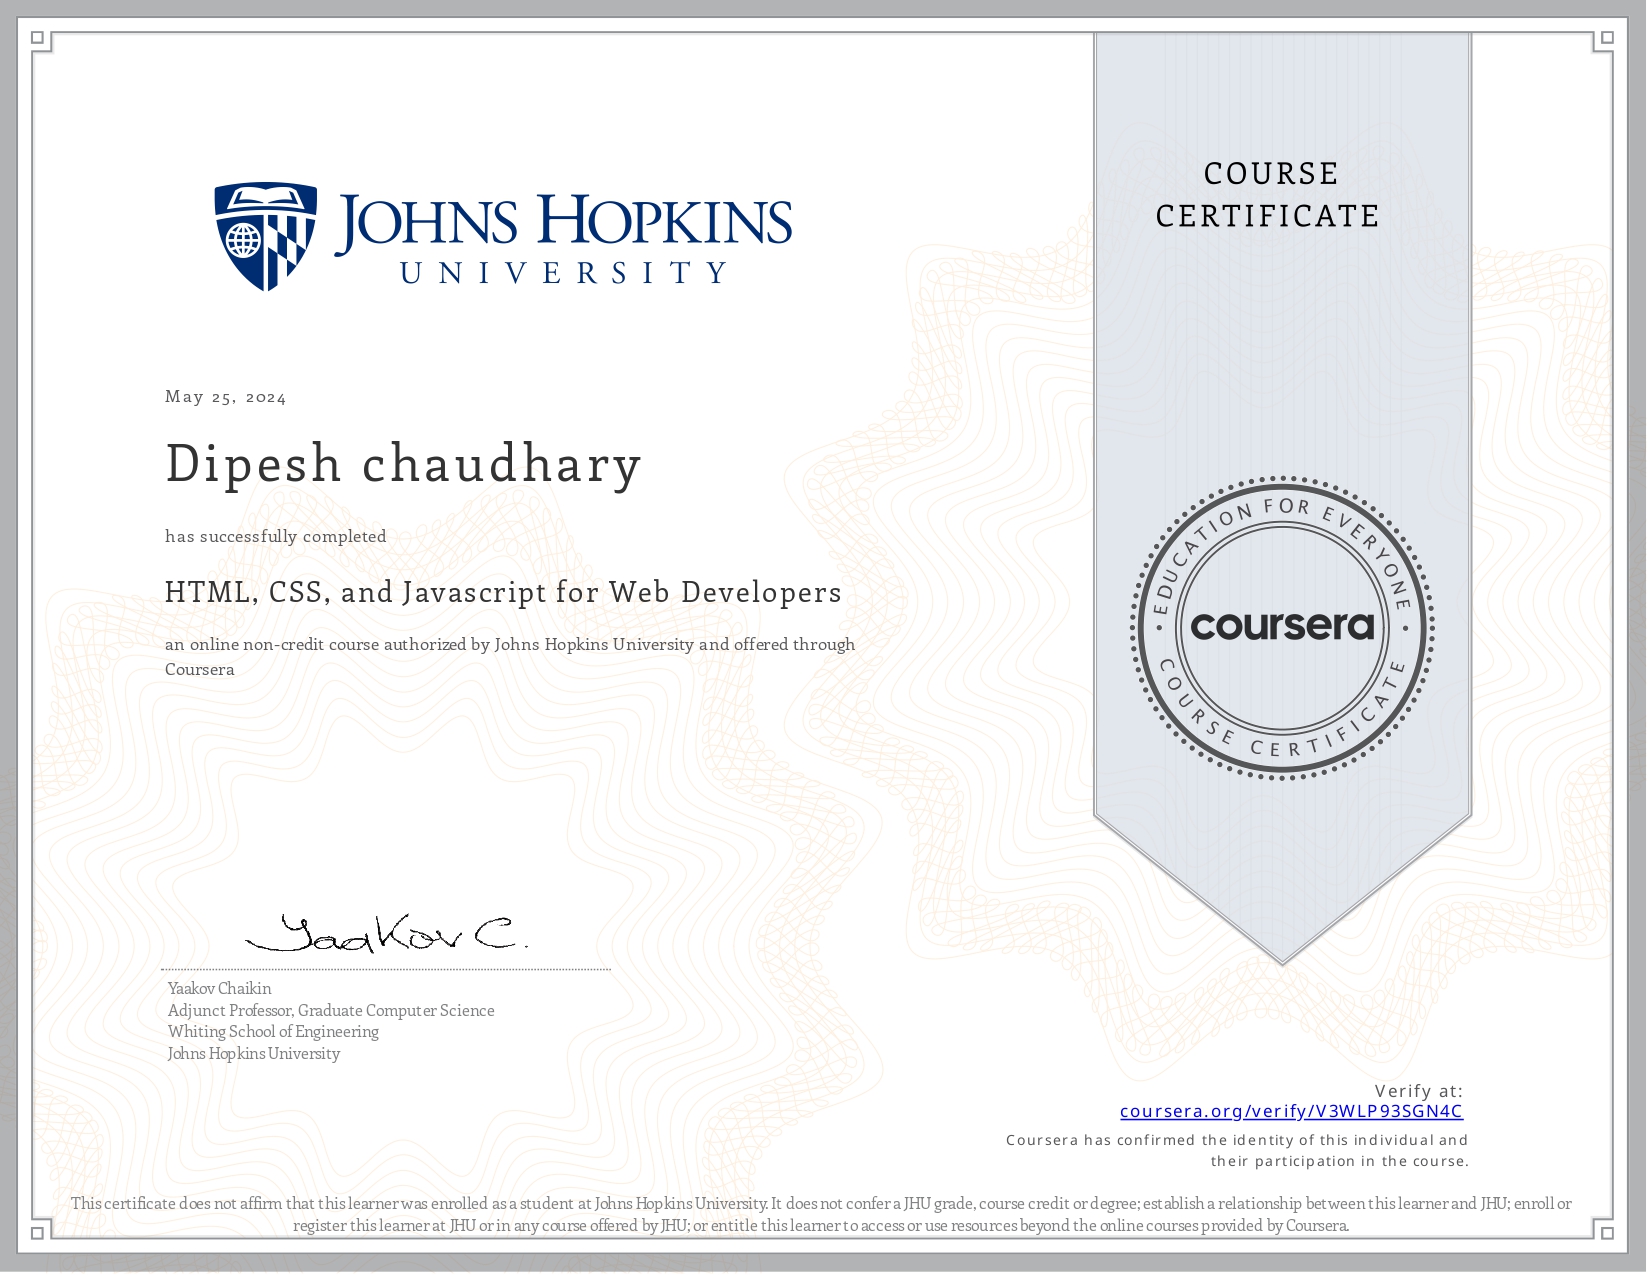 JOHNS HOPKINS
UNIVERSITY
COURSE
CERTIFICATE
May 25, 2024
Dipesh chaudhary
has successfully completed
HTML, CSS, and Javascript for Web Developers
an online non-credit course authorized by Johns Hopkins University and offered through
Coursera
EDUCATION FOR EVERYONE
coursera
COURSE CERTIFICATE
Yaakov C.
Yaakov Chaikin
Adjunct Professor, Graduate Computer Science
Whiting School of Engineering
Johns Hopkins University
Verify at:
coursera.org/verify/V3WLP93SGN4C
Coursera has confirmed the identity of this individual and
their participation in the course.
This certificate does not affirm that this learner was enrolled as a student at Johns Hopkins University. It does not confer a JHU grade, course credit or degree; establish a relationship between this learner and JHU; enroll or
register this learner at JHU or in any course offered by JHU; or entitle this learner to access or use resources beyond the online courses provided by Coursera.